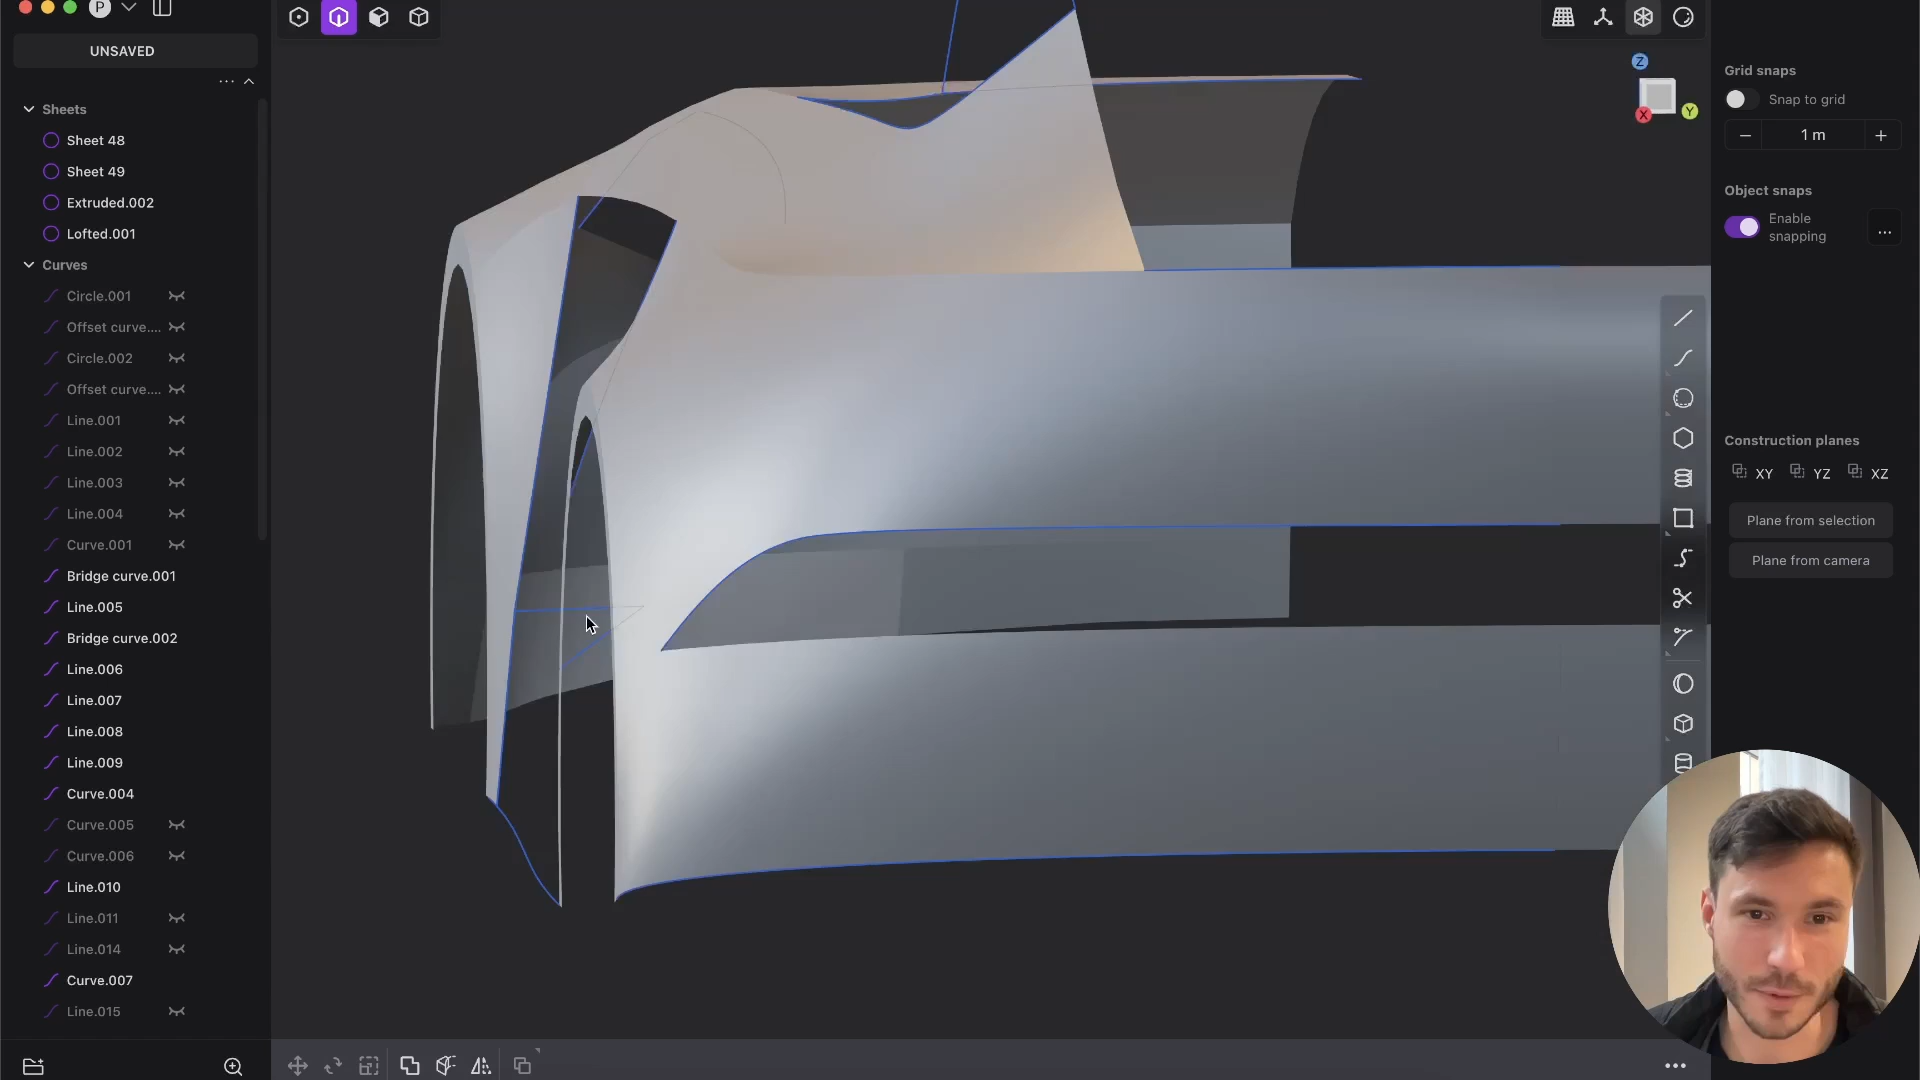 P
UNSAVED
Sheets
Sheet 48
Sheet 49
Extruded.002
Lofted.001
Curves
Circle.001
Offset curve....
Circle.002
Offset curve....
Line.001
Line.002
Line.003
Line.004
Curve.001
Bridge curve.001
Line.005
Bridge curve.002
Line.006
Line.007
Line.008
Line.009
Curve.004
Curve.005
Curve.006
Line.010
Line.011
Line.014
Curve.007
Line.015
Z
X
Y
Grid snaps
Snap to grid
1 m
Object snaps
Enable
snapping
Construction planes
XY YZ XZ
Plane from selection
Plane from camera